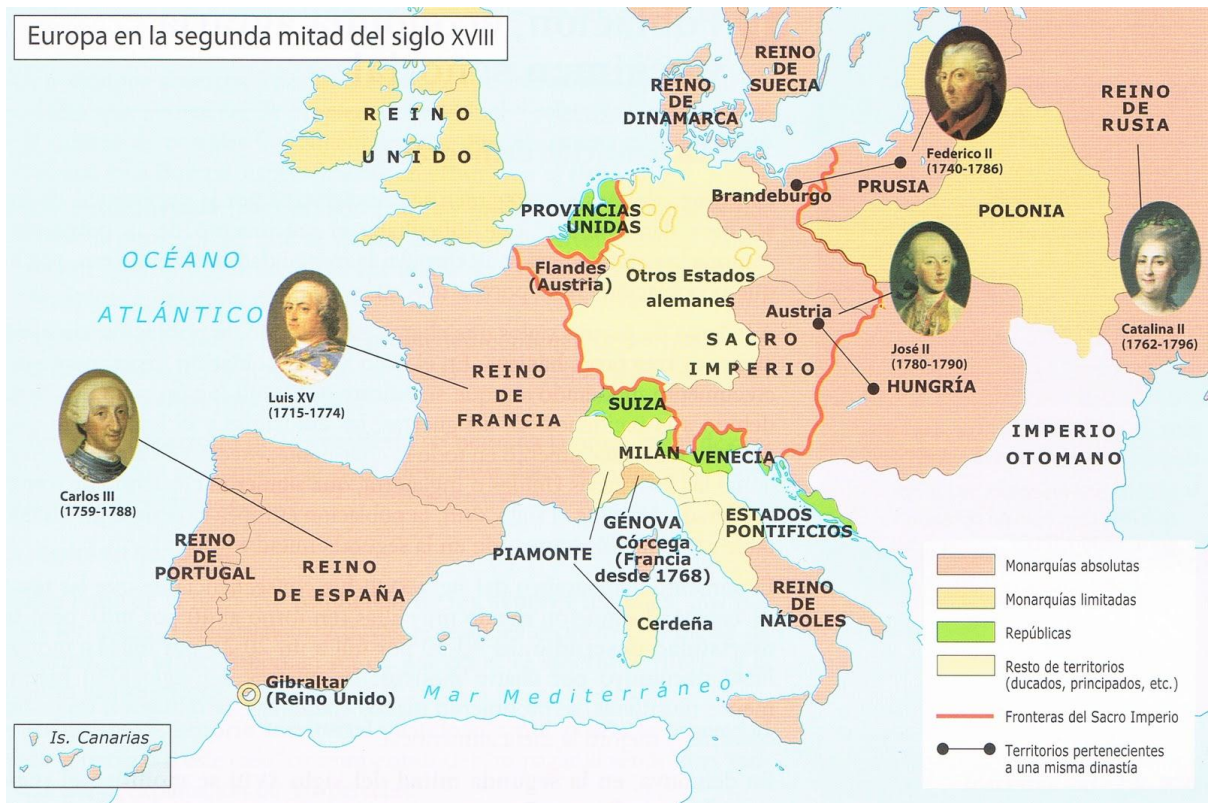 Europa en la segunda mitad del siglo XVIII
REINO
UNIDO
REINO
DE
DINAMARCA
REINO
DE
SUECIA
REINO
DE
RUSIA
Federico II
(1740-1786)
Brandeburgo
PRUSIA
POLONIA
PROVINCIAS
UNIDAS
OCÉANO
ATLÁNTICO
Flandes
(Austria)
Otros Estados
alemanes
Austria
SACRO
IMPERIO
José II
(1780-1790)
HUNGRÍA
Catalina II
(1762-1796)
Luis XV
(1715-1774)
REINO
DE
FRANCIA
SUIZA
MILÁN
VENECIA
IMPERIO
OTOMANO
Carlos III
(1759-1788)
REINO
DE
PORTUGAL
REINO
DE ESPAÑA
PIAMONTE
GÉNOVA
Córcega
(Francia
desde 1768)
ESTADOS
PONTIFICIOS
REINO
DE
NÁPOLES
Cerdeña
Gibraltar
(Reino Unido)
Mar Mediterráneo
Is. Canarias
Monarquías absolutas
Monarquías limitadas
Repúblicas
Resto de territorios
(ducados, principados, etc.)
Fronteras del Sacro Imperio
Territorios pertenecientes
a una misma dinastía